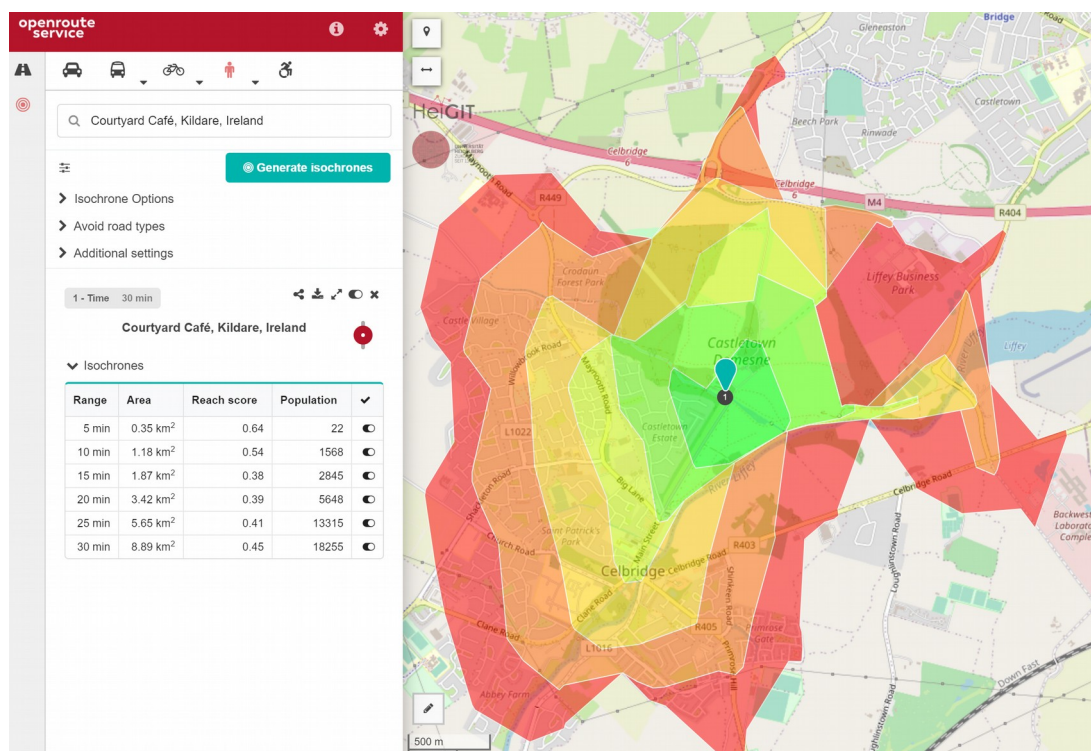 openroute
service
Courtyard Café, Kildare, Ireland
Generate isochrones
Isochrone Options
Avoid road types
Additional settings
1 - Time 30 min
Courtyard Café, Kildare, Ireland
Isochrones
Range Area Reach score Population
5 min 0.35 km² 0.64 22
10 min 1.18 km² 0.54 1568
15 min 1.87 km² 0.38 2845
20 min 3.42 km² 0.39 5648
25 min 5.65 km² 0.41 13315
30 min 8.89 km² 0.45 18255
HeiGIT
Bridge
Gleneaston
Castletown
Beech Park
Rinwade
Celbridge
6
Celbridge
6
M4
R404
Maynooth Road
R449
Crodaun
Forest Park
Liffey Business
Park
Castle Village
Willowbrook Road
Maynooth Road
Castletown
Demesne
1
River Liffey
Liffey
Castletown
Estate
L1022
River Liffey
Big Lane
Shackleton Road
Celbridge Road
Saint Patrick's
Park
Church Road
Main Street
R403
Celbridge
Celbridge Road
Loughlinstown Road
Clane Road
Shinkeen Road
Clane Road
R405
Primrose
Gate
L1016
Primrose Hill
Abbey Farm
Down Fast
ughlinstown Road
500 m